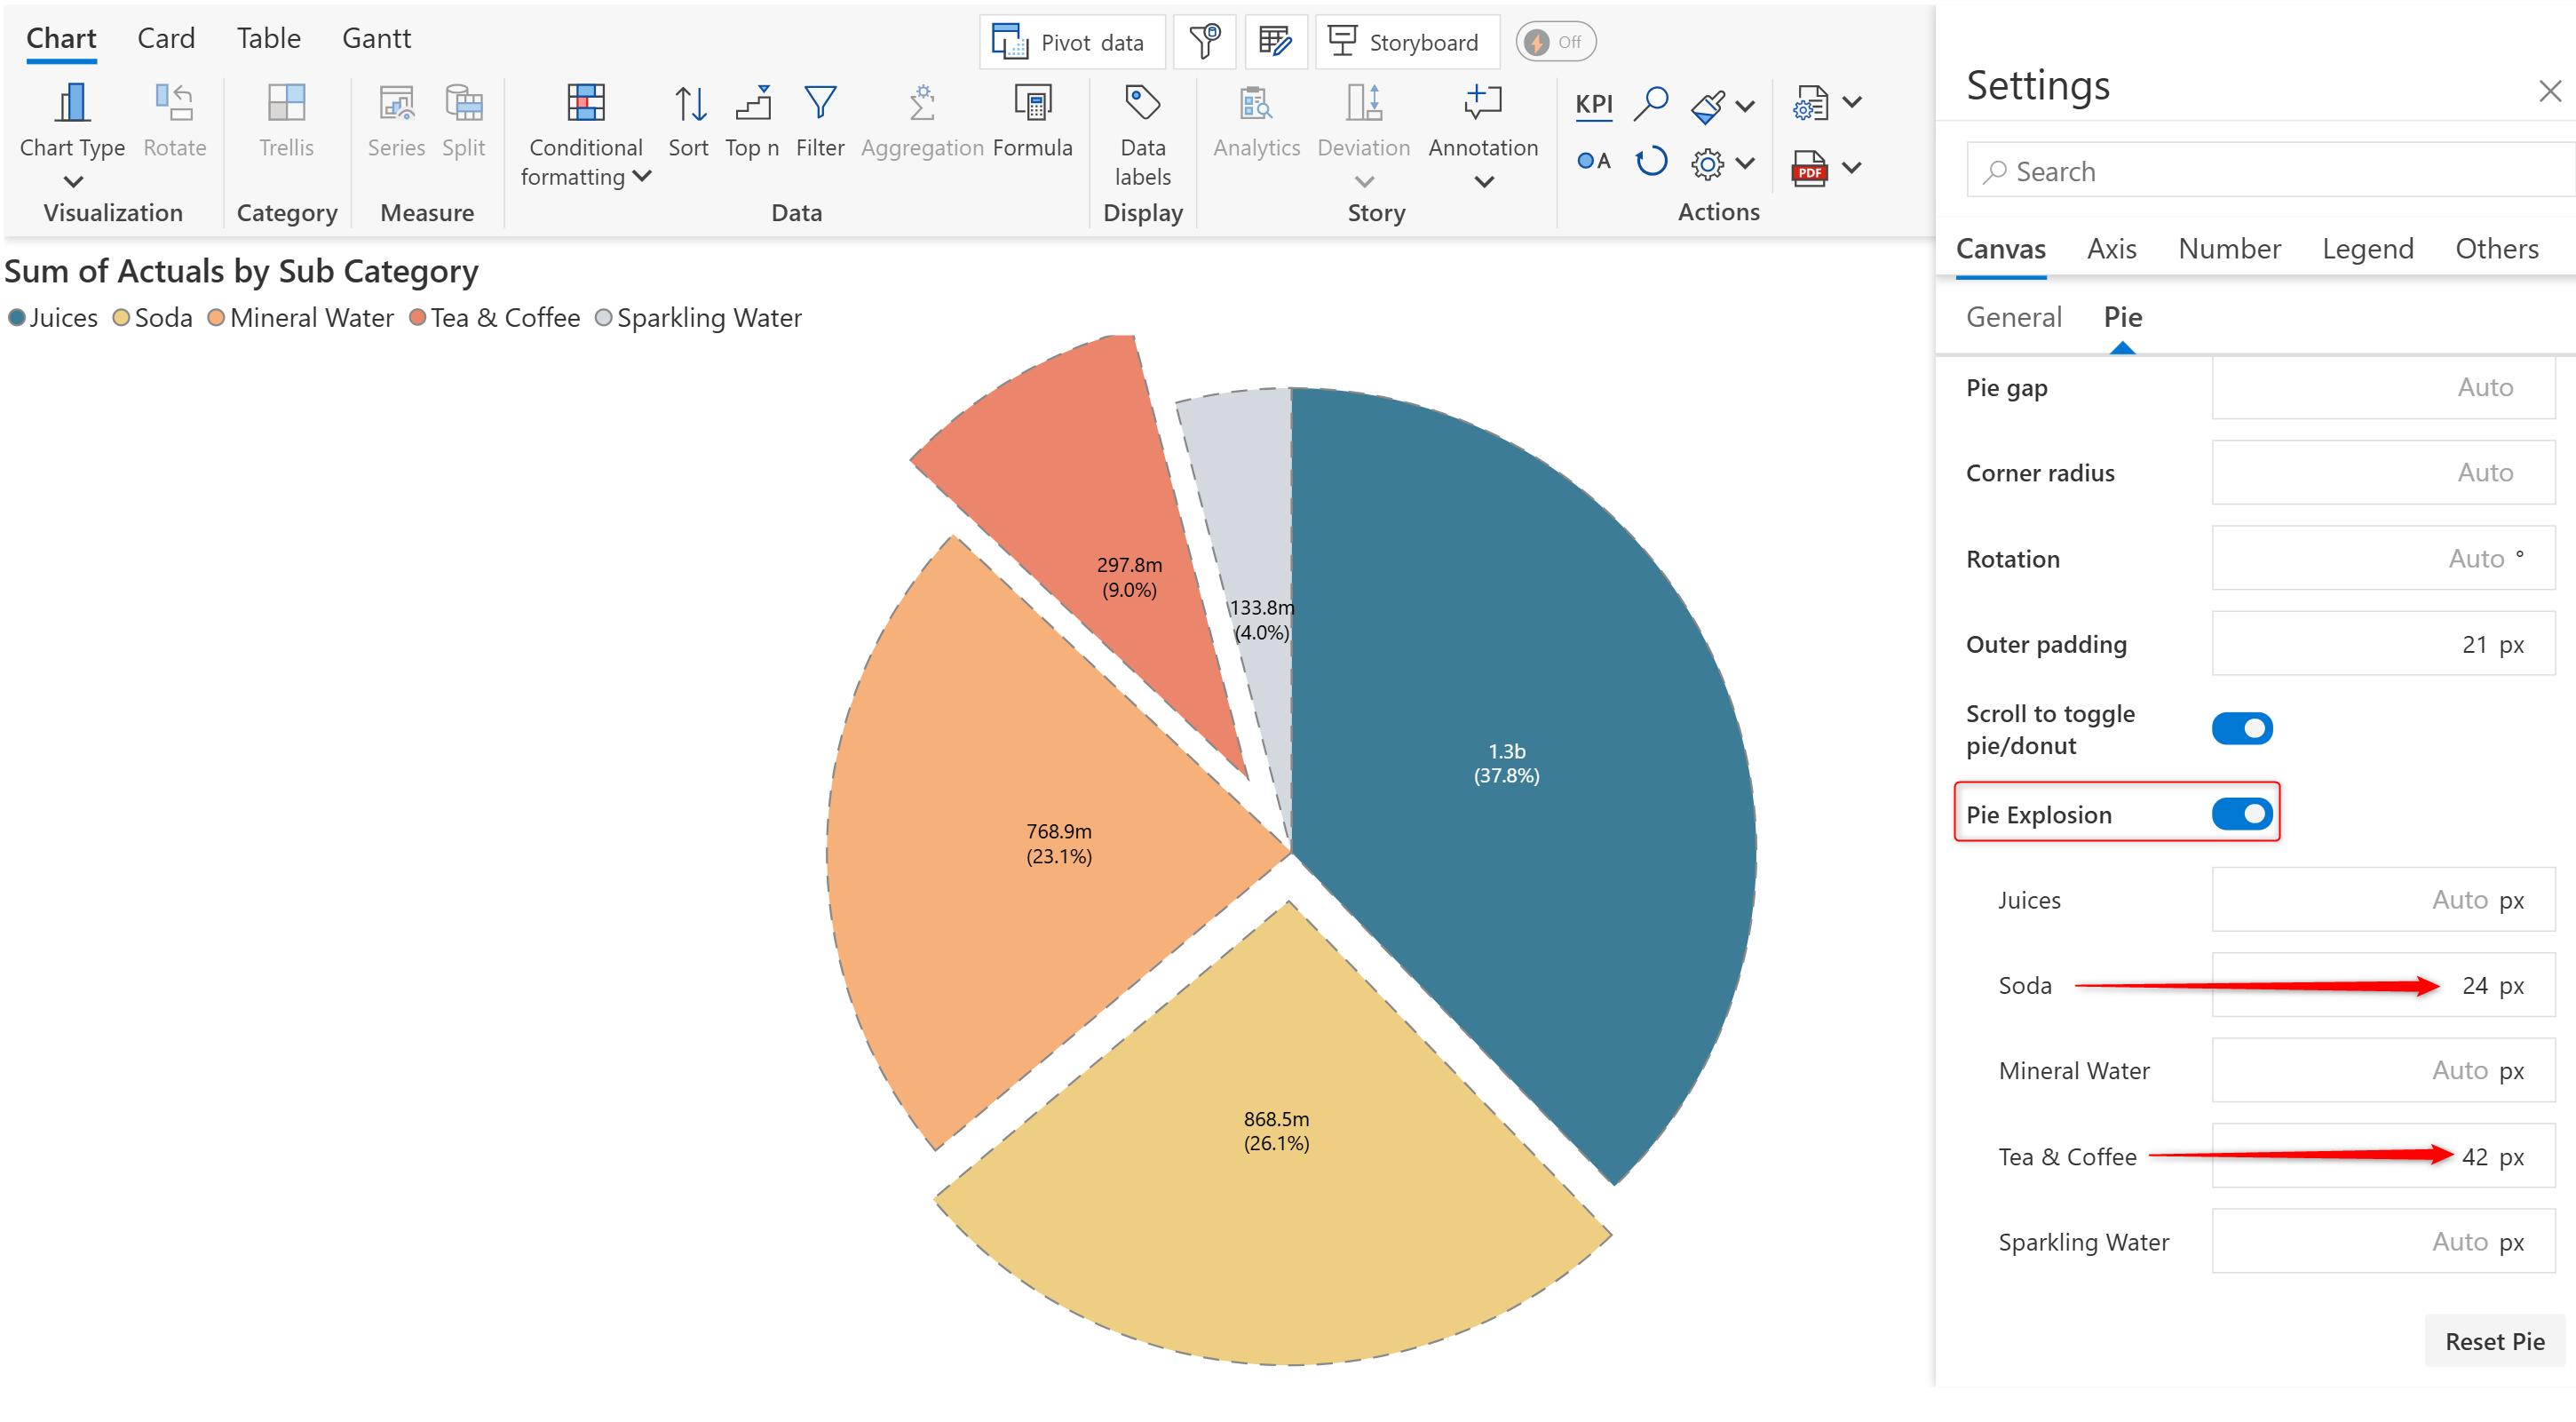 Chart Card Table Gantt
Pivot data Storyboard Off
Chart Type Rotate Trellis Series Split Conditional formatting Sort Top n Filter Aggregation Formula Data labels Analytics Deviation Annotation KPI A PDF
Visualization Category Measure Data Display Story Actions
Sum of Actuals by Sub Category
Juices Soda Mineral Water Tea & Coffee Sparkling Water
297.8m
(9.0%)
133.8m
(4.0%)
1.3b
(37.8%)
768.9m
(23.1%)
868.5m
(26.1%)
Settings
Search
Canvas Axis Number Legend Others
General Pie
Pie gap Auto
Corner radius Auto
Rotation Auto °
Outer padding 21 px
Scroll to toggle
pie/donut
Pie Explosion
Juices Auto px
Soda 24 px
Mineral Water Auto px
Tea & Coffee 42 px
Sparkling Water Auto px
Reset Pie